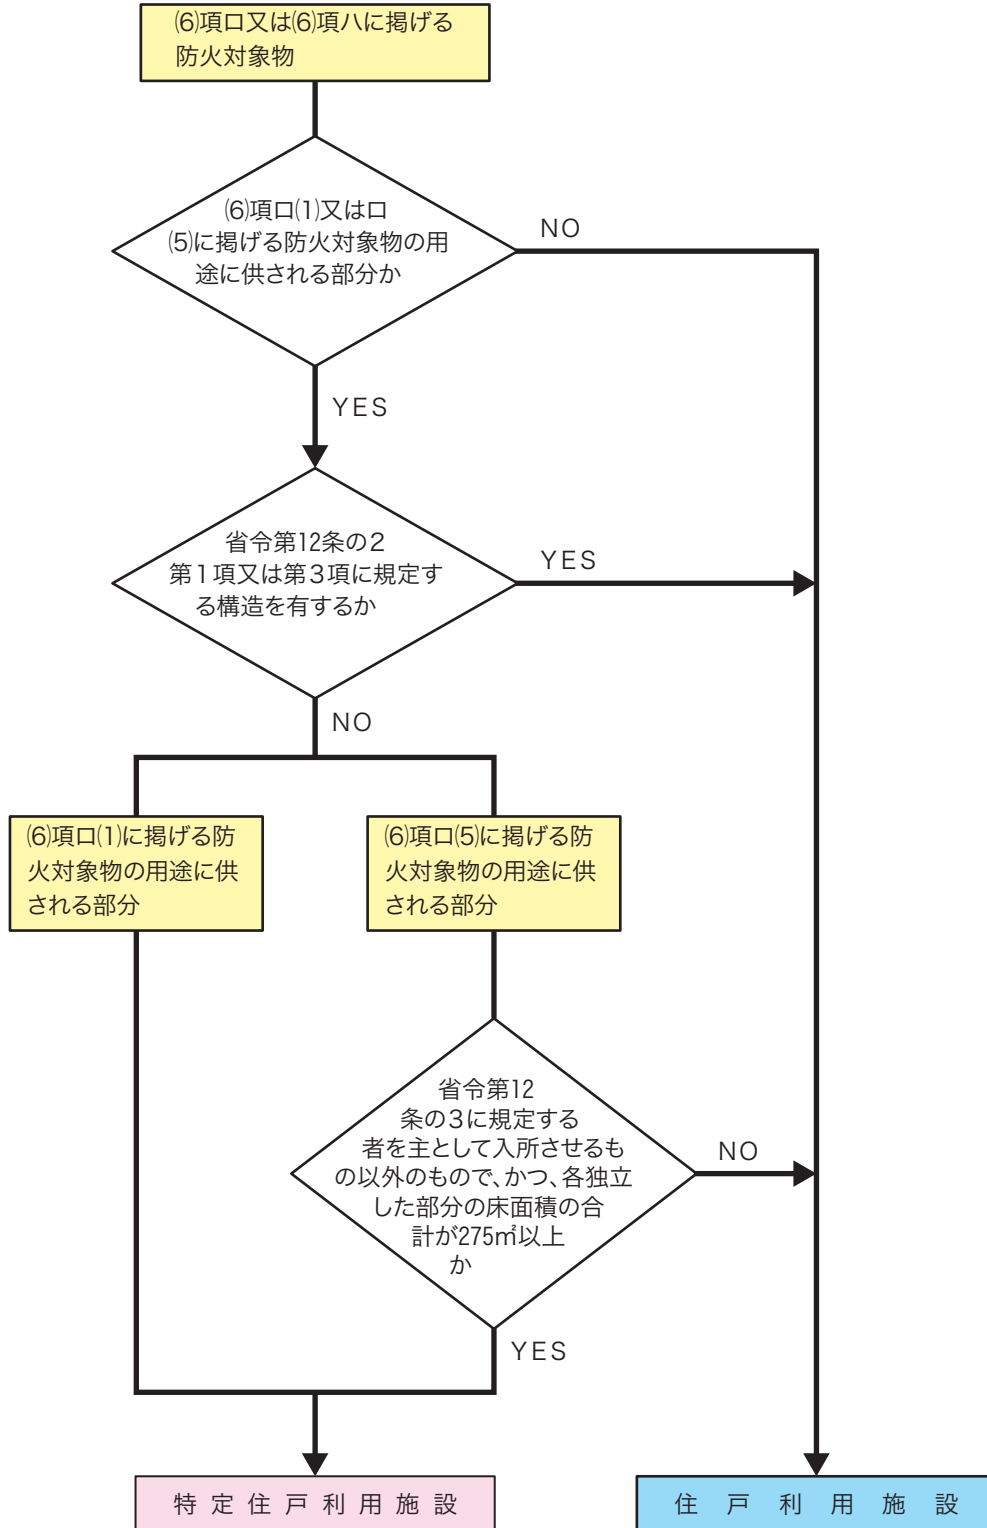 ⑹項ロ又は⑹項ハに掲げる
防火対象物
⑹項ロ⑴又はロ
⑸に掲げる防火対象物の用
途に供される部分か
NO
YES
省令第12条の２
第１項又は第３項に規定す
る構造を有するか
YES
NO
⑹項ロ⑴に掲げる防
火対象物の用途に供
される部分
⑹項ロ⑸に掲げる防
火対象物の用途に供
される部分
省令第12
条の３に規定する
者を主として入所させるも
の以外のもので、かつ、各独立
した部分の床面積の合
計が275㎡以上
か
NO
YES
特定住戸利用施設
住戸利用施設